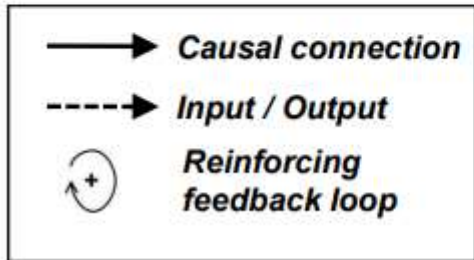 Causal connection
Input / Output
+
Reinforcing
feedback loop